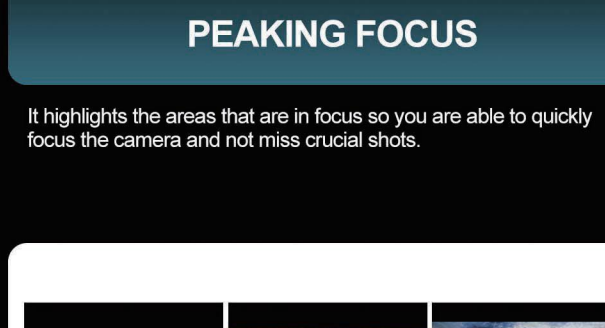 PEAKING FOCUS
It highlights the areas that are in focus so you are able to quickly
focus the camera and not miss crucial shots.